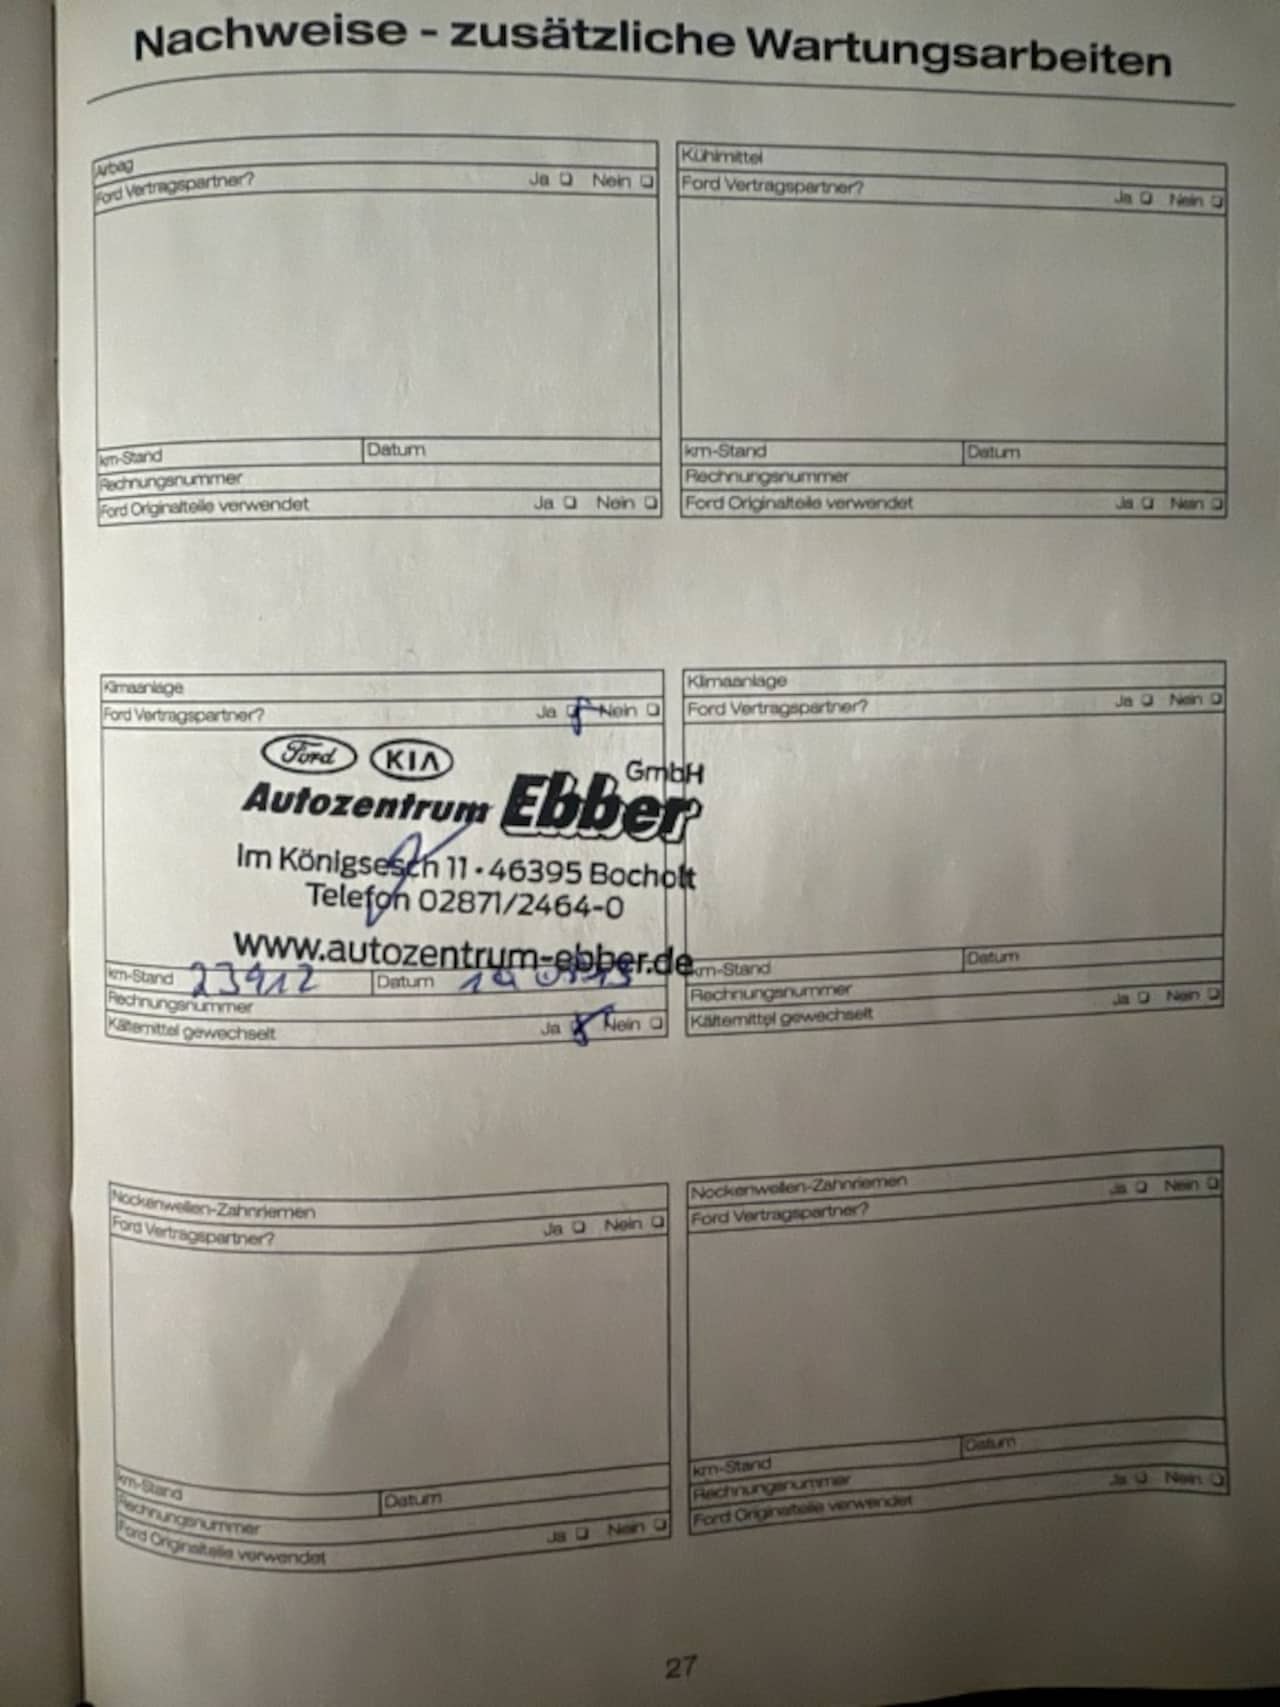 Nachweise - zusätzliche Wartungsarbeiten
Airbag
Ford Vertragspartner? Ja Nein
km-Stand Datum
Rechnungsnummer
Ford Originalteile verwendet Ja Nein
Kühlmittel
Ford Vertragspartner? Ja Nein
km-Stand Datum
Rechnungsnummer
Ford Originalteile verwendet Ja Nein
Klimaanlage
Ford Vertragspartner? Ja Nein
Ford KIA
GmbH
Autozentrum Ebber
Im Königsesch 11 · 46395 Bocholt
Telefon 02871/2464-0
www.autozentrum-ebber.de
km-Stand 23912 Datum
Rechnungsnummer
Kältemittel gewechselt Ja Nein
Klimaanlage
Ford Vertragspartner? Ja Nein
km-Stand Datum
Rechnungsnummer
Kältemittel gewechselt Ja Nein
Nockenwellen-Zahnriemen
Ford Vertragspartner? Ja Nein
km-Stand Datum
Rechnungsnummer
Ford Originalteile verwendet Ja Nein
Nockenwellen-Zahnriemen
Ford Vertragspartner? Ja Nein
km-Stand Datum
Rechnungsnummer
Ford Originalteile verwendet Ja Nein
27